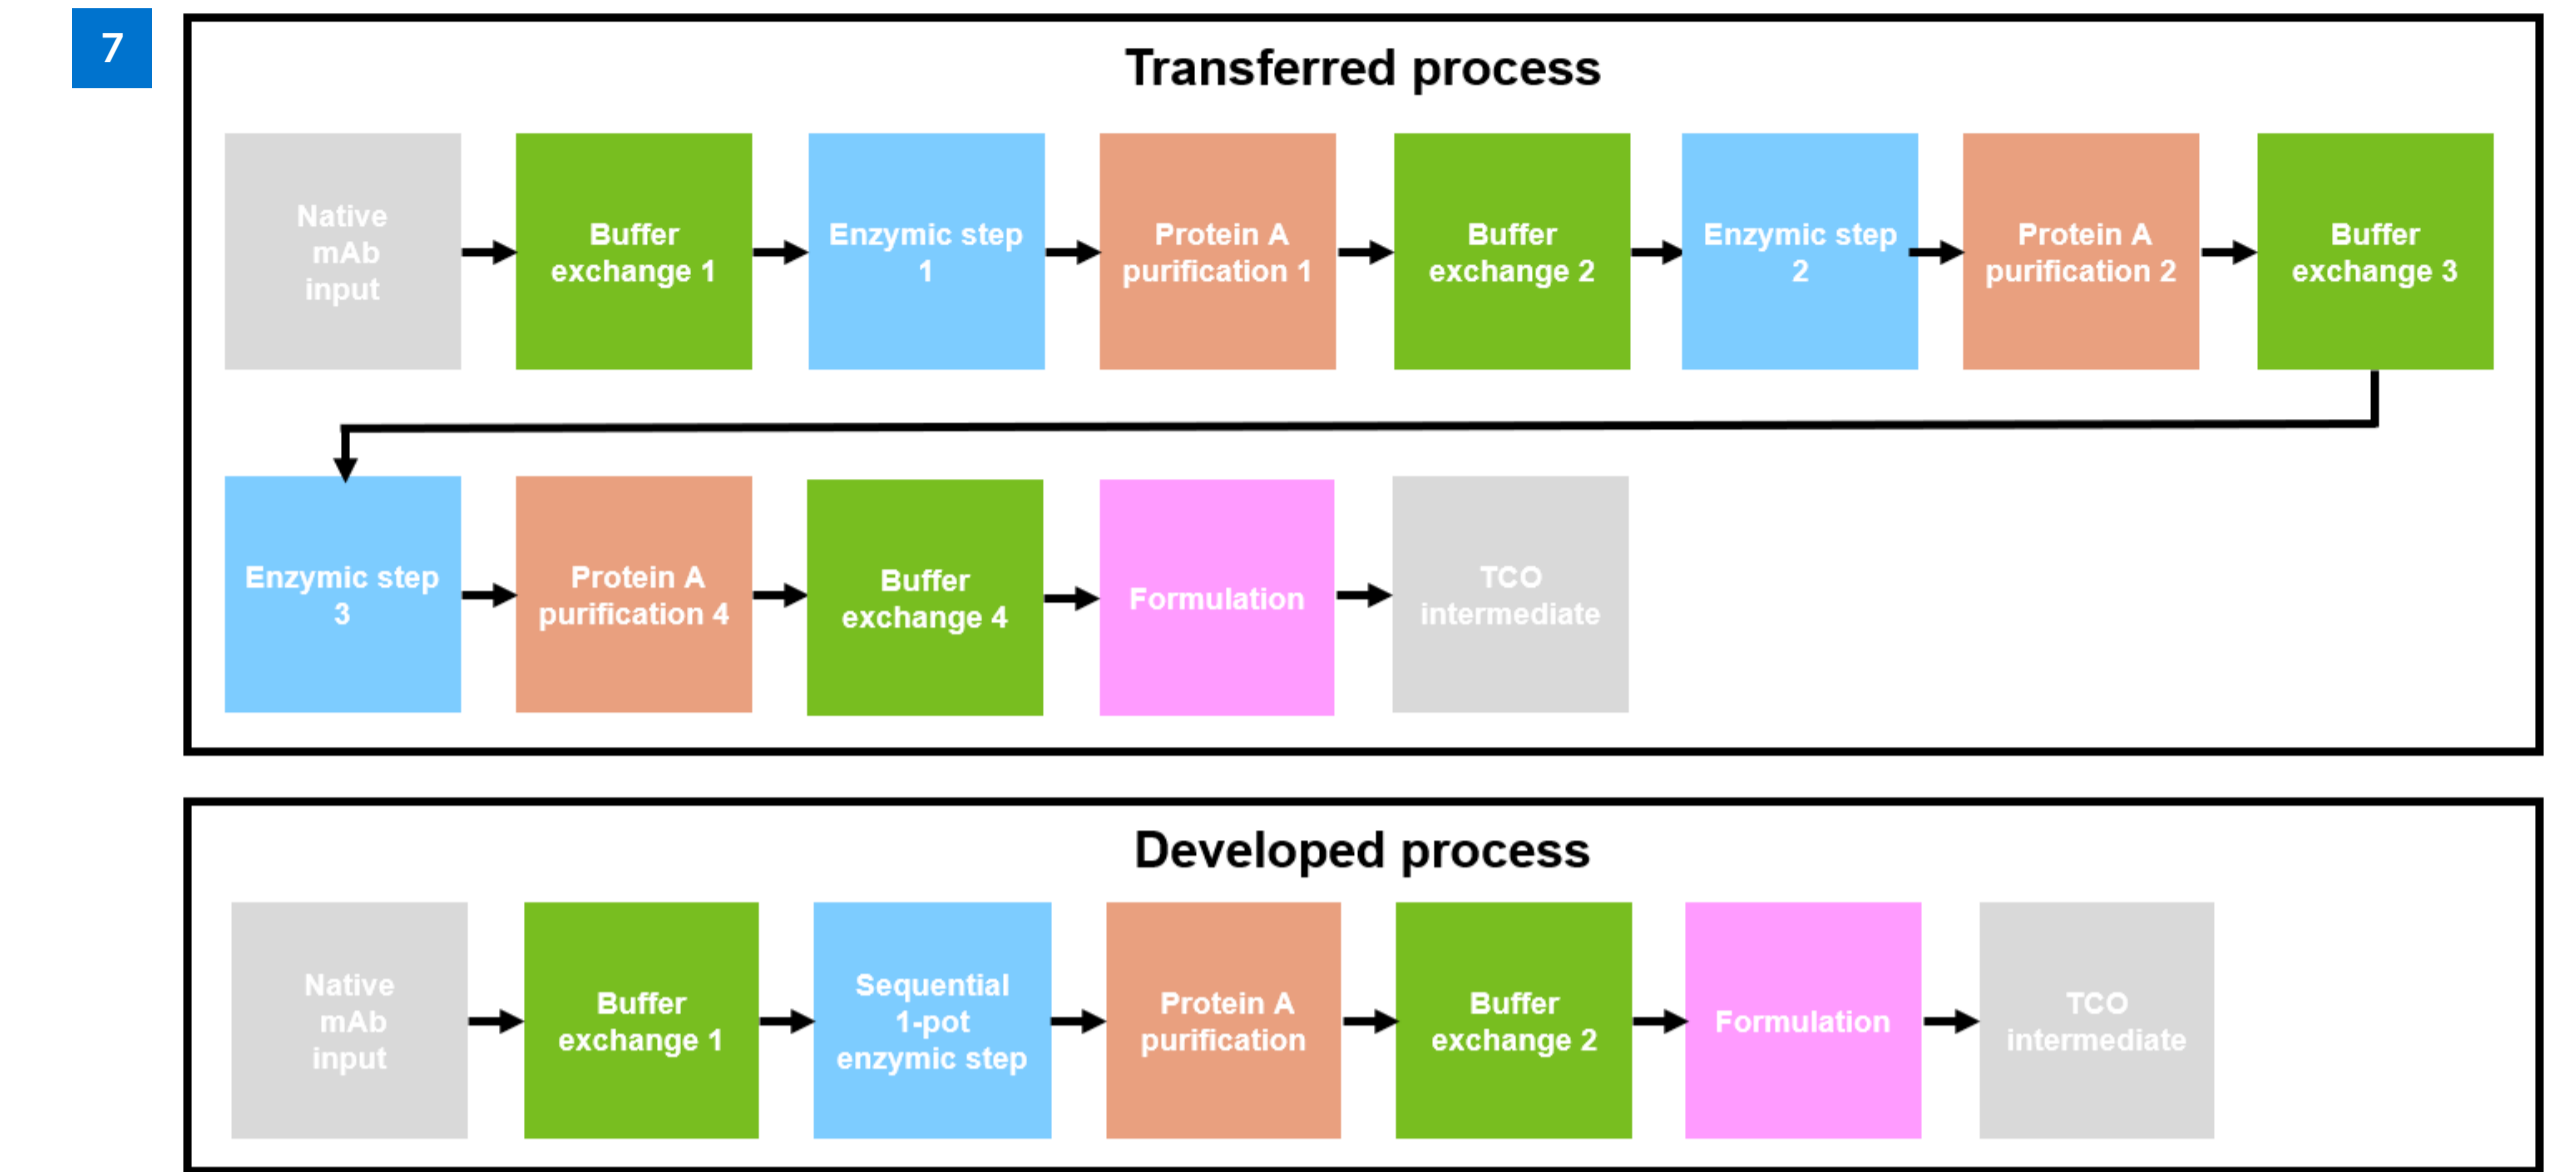 7
Transferred process
Native
mAb
input
Buffer
exchange 1
Enzymic step
1
Protein A
purification 1
Buffer
exchange 2
Enzymic step
2
Protein A
purification 2
Buffer
exchange 3
Enzymic step
3
Protein A
purification 4
Buffer
exchange 4
Formulation
TCO
intermediate
Developed process
Native
mAb
input
Buffer
exchange 1
Sequential
1-pot
enzymic step
Protein A
purification
Buffer
exchange 2
Formulation
TCO
intermediate